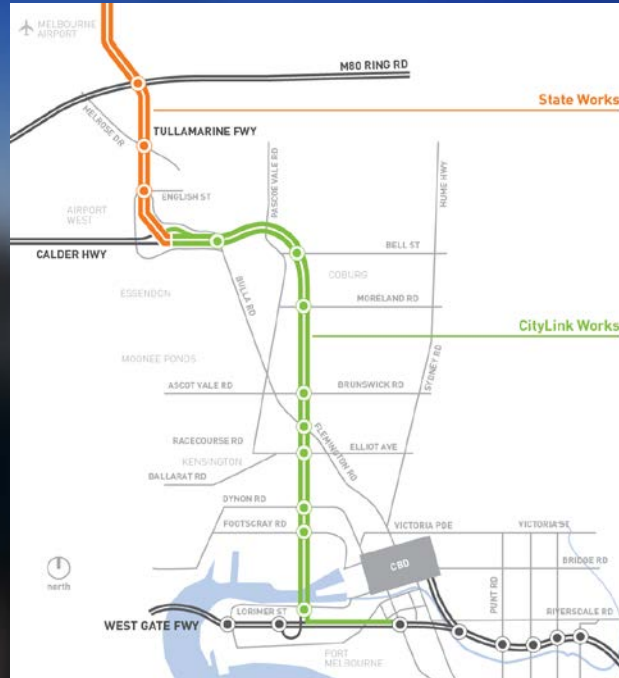 MELBOURNE
AIRPORT
M80 RING RD
State Works
MELROSE DR
TULLAMARINE FWY
PASCOE VALE RD
HUME HWY
ENGLISH ST
AIRPORT
WEST
CALDER HWY
BELL ST
COBURG
BULLA RD
ESSENDON
MORELAND RD
CityLink Works
MOONEE PONDS
SYDNEY RD
ASCOT VALE RD
BRUNSWICK RD
FLEMINGTON RD
RACECOURSE RD
ELLIOT AVE
KENSINGTON
BALLARAT RD
DYNON RD
FOOTSCRAY RD
VICTORIA PDE
VICTORIA ST
CBD
BRIDGE RD
north
PUNT RD
LORIMER ST
RIVERSDALE RD
WEST GATE FWY
PORT
MELBOURNE